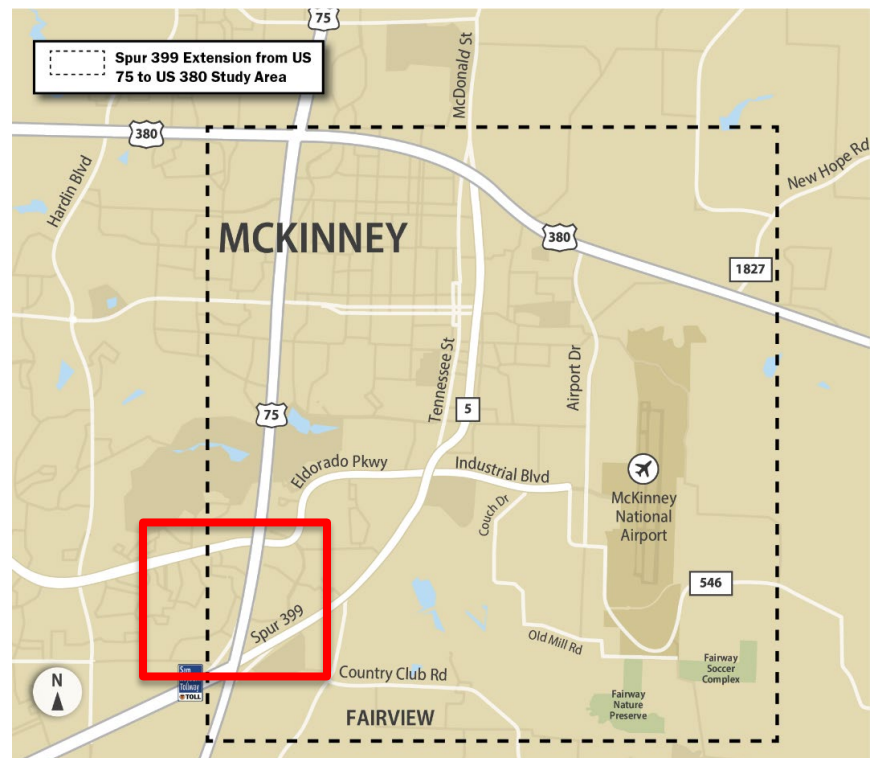 75
Spur 399 Extension from US
75 to US 380 Study Area
McDonald St
380
Hardin Blvd
New Hope Rd
MCKINNEY
380
1827
Tennessee St
Airport Dr
5
75
Eldorado Pkwy
Industrial Blvd
Couch Dr
McKinney
National
Airport
546
Spur 399
Old Mill Rd
Fairway
Soccer
Complex
Country Club Rd
Sam
Tollway
TOLL
N
Fairway
Nature
Preserve
FAIRVIEW